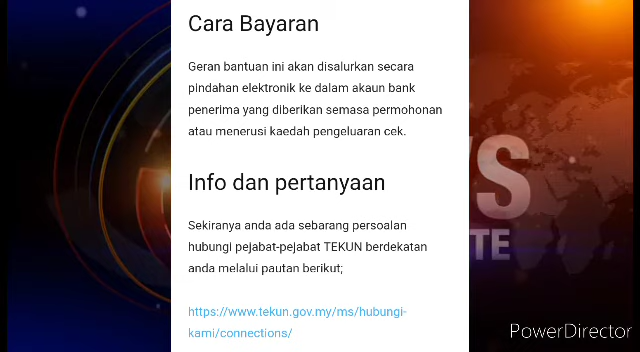 Cara Bayaran
Geran bantuan ini akan disalurkan secara
pindahan elektronik ke dalam akaun bank
penerima yang diberikan semasa permohonan
atau menerusi kaedah pengeluaran cek.
Info dan pertanyaan
Sekiranya anda ada sebarang persoalan
hubungi pejabat-pejabat TEKUN berdekatan
anda melalui pautan berikut;
https://www.tekun.gov.my/ms/hubungi-
kami/connections/
WS
TE
PowerDirector